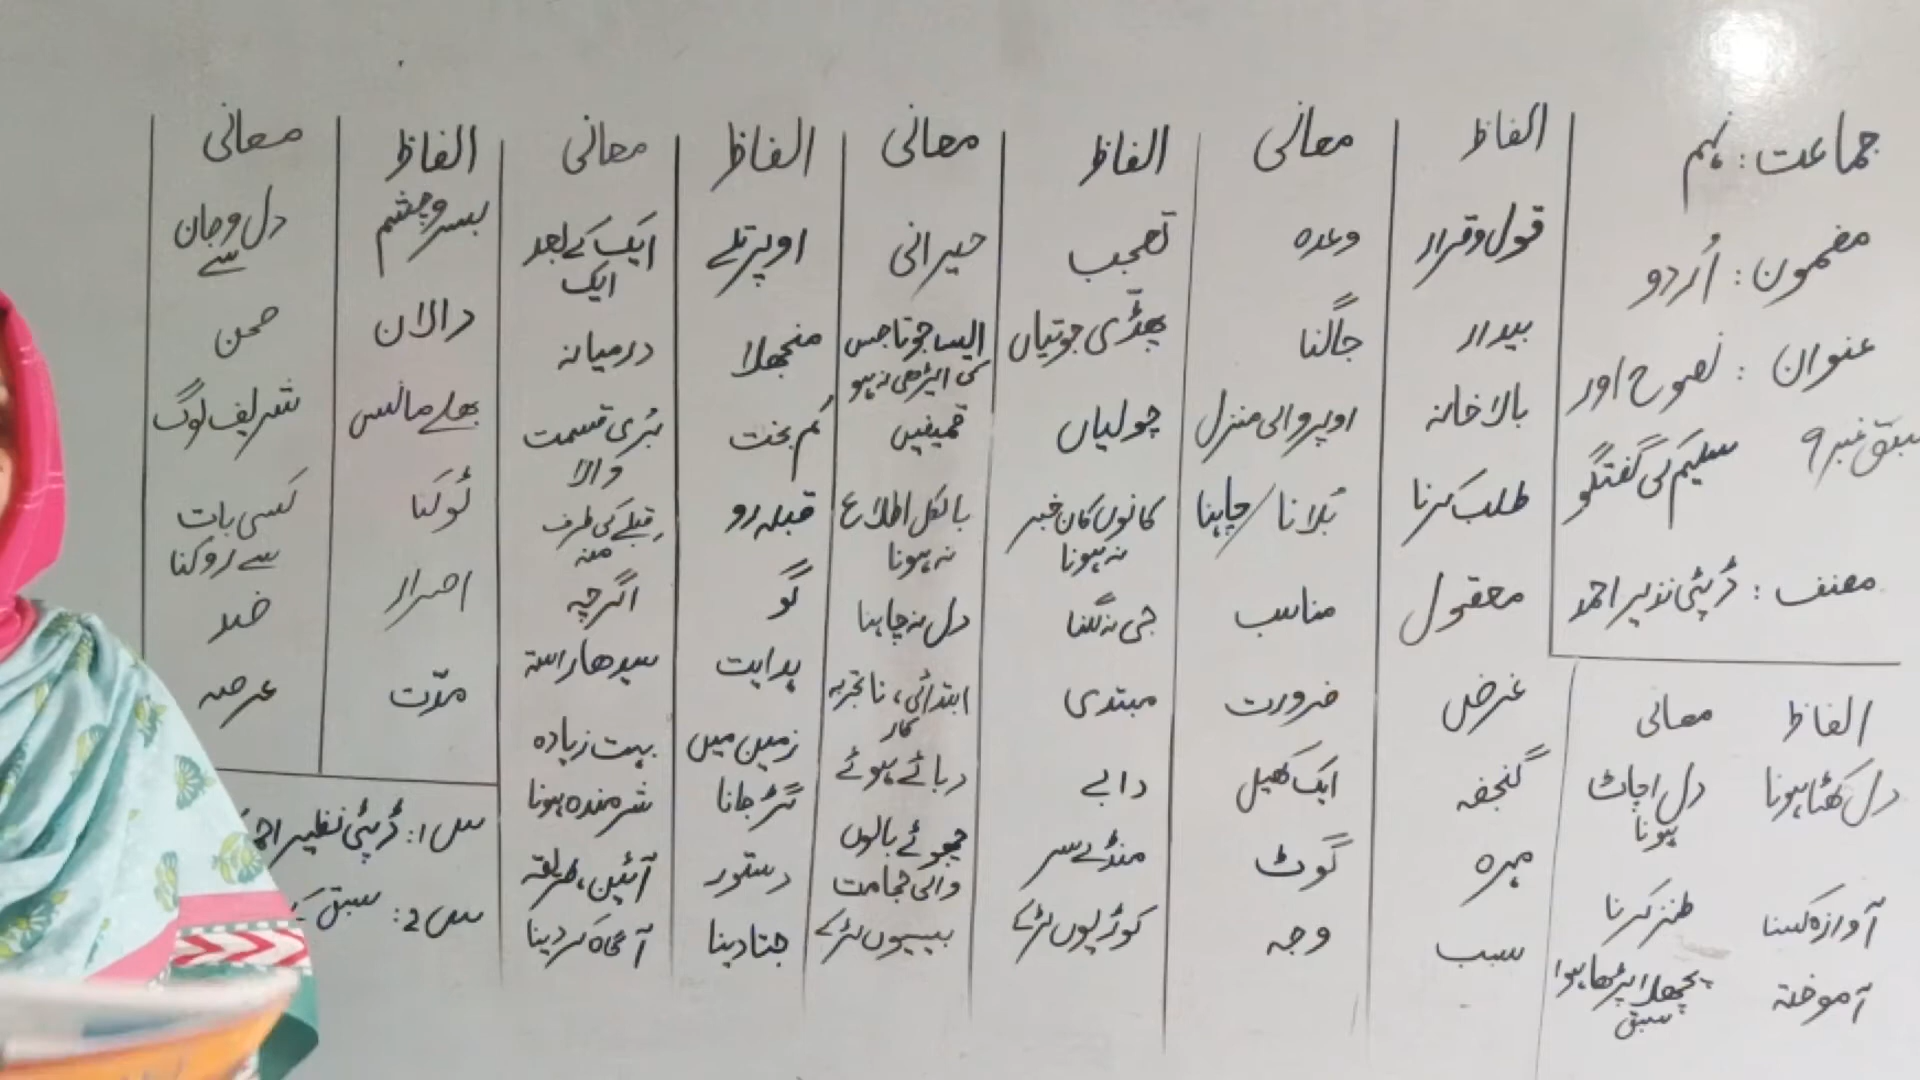 جماعت: نہم
مضمون: اُردو
عنوان: نصوح اور
سلیم کی گفتگو
سبق نمبر 9
مصنف: ڈپٹی نذیر احمد
الفاظ معانی
دل کھٹا ہونا دل اچاٹ
ہونا
آوازہ کسنا طنز کرنا
آموختہ پچھلا پڑھا ہوا
سبق
الفاظ معانی
قول و قرار وعدہ
بیدار جاگنا
بالا خانہ اوپر والی منزل
طلب کرنا بُلانا / چاہنا
معقول مناسب
غرض ضرورت
گنجفہ ایک کھیل
مہرہ گوٹ
سبب وجہ
الفاظ معانی
تعجب حیرانی
پھڈی جوتیاں ایسا جوتا جس
کی ایڑھی نہ ہو
چولیاں قمیضیں
کانوں کان خبر بالکل اطلاع
نہ ہونا نہ ہونا
جی نہ لگنا دل نہ چاہنا
مبتدی ابتدائی، نا تجربہ
کار
دابے دبائے ہوئے
منڈے سر چھوٹے بالوں
والی حجامت
کوڑیوں لڑکے بیسیوں لڑکے
الفاظ معانی
اوپر تلے ایک کے بعد
ایک
منجھلا درمیانہ
کم بخت بُری قسمت
والا
قبلہ رو قبلے کی طرف
منہ
گو اگرچہ
ہدایت سیدھا راستہ
زمین میں بہت زیادہ
گڑ جانا شرمندہ ہونا
دستور آئین، طریقہ
جتا دینا آگاہ کر دینا
الفاظ معانی
بسر و چشم دل و جان
سے
دالان صحن
بھلے مانس شریف لوگ
ٹوکنا کسی بات
سے روکنا
اصرار ضد
مدّت عرصہ
س 1: ڈپٹی نظیر احمد
س 2: سبق